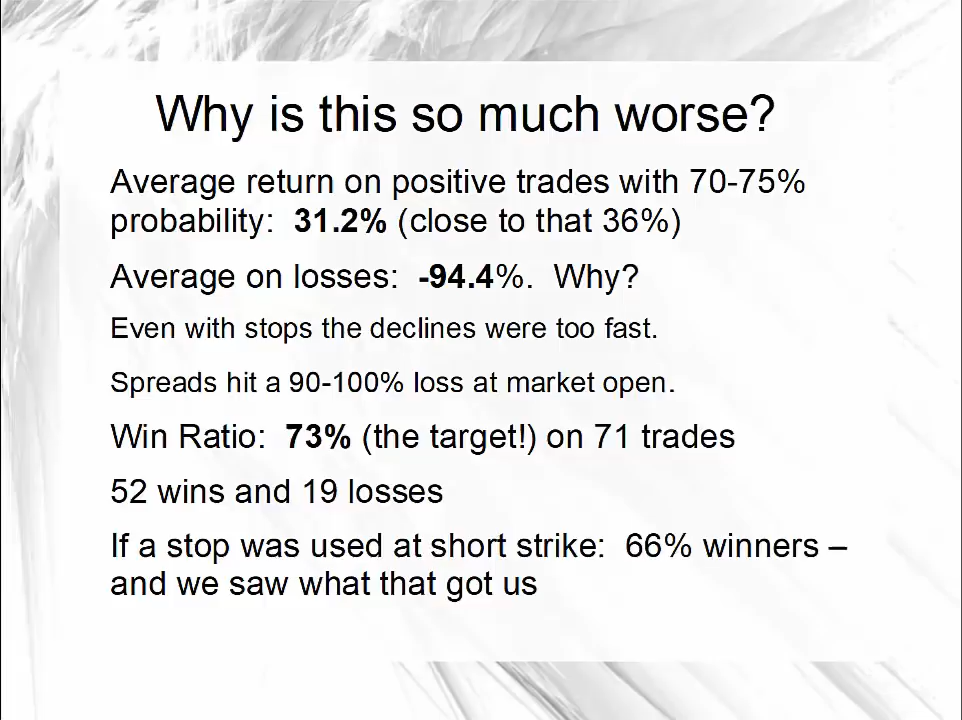 Why is this so much worse?
Average return on positive trades with 70-75%
probability:  31.2% (close to that 36%)
Average on losses:  -94.4%.  Why?
Even with stops the declines were too fast.
Spreads hit a 90-100% loss at market open.
Win Ratio:  73% (the target!) on 71 trades
52 wins and 19 losses
If a stop was used at short strike:  66% winners –
and we saw what that got us